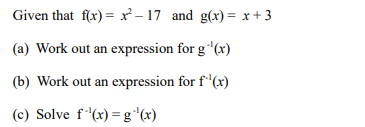 Given that f(x) = x² – 17 and g(x) = x + 3
(a) Work out an expression for g⁻¹(x)
(b) Work out an expression for f⁻¹(x)
(c) Solve f⁻¹(x) = g⁻¹(x)